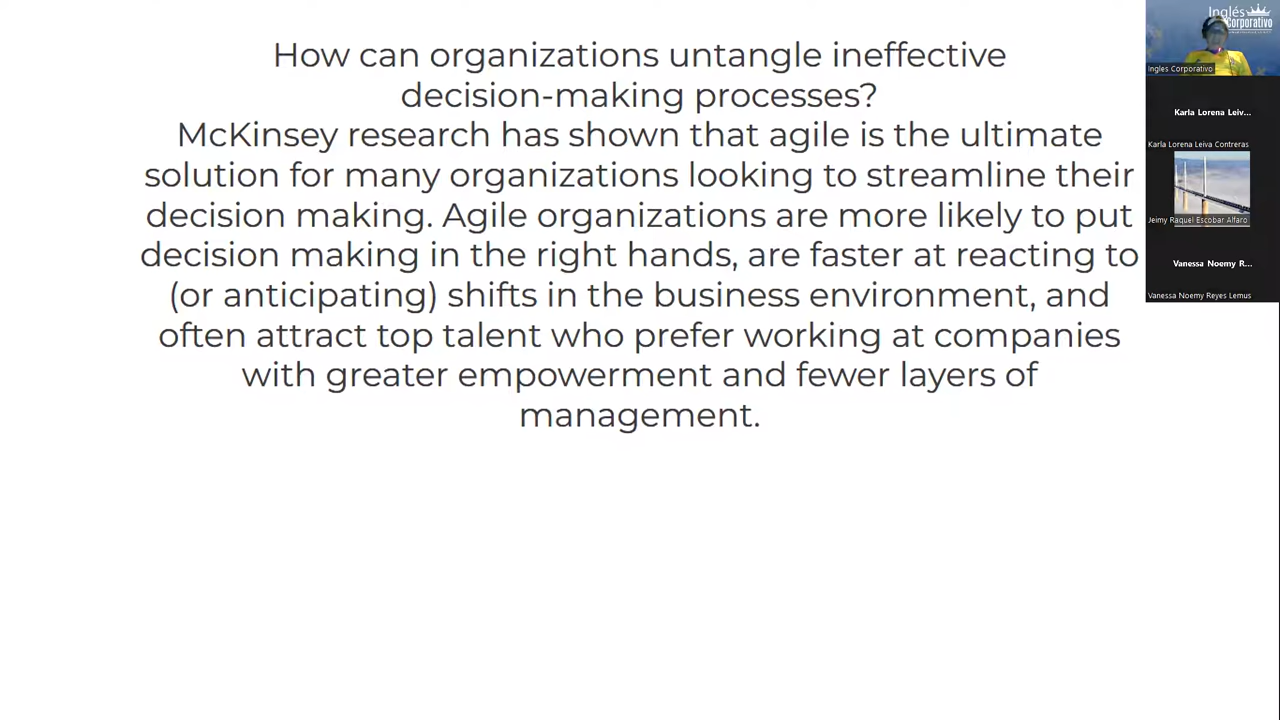 How can organizations untangle ineffective
decision-making processes?
McKinsey research has shown that agile is the ultimate
solution for many organizations looking to streamline their
decision making. Agile organizations are more likely to put
decision making in the right hands, are faster at reacting to
(or anticipating) shifts in the business environment, and
often attract top talent who prefer working at companies
with greater empowerment and fewer layers of
management.
Inglés
Corporativo
Ingles Corporativo
Karla Lorena Leiv...
Karla Lorena Leiva Contreras
Jeimy Raquel Escobar Alfaro
Vanessa Noemy R...
Vanessa Noemy Reyes Lemus